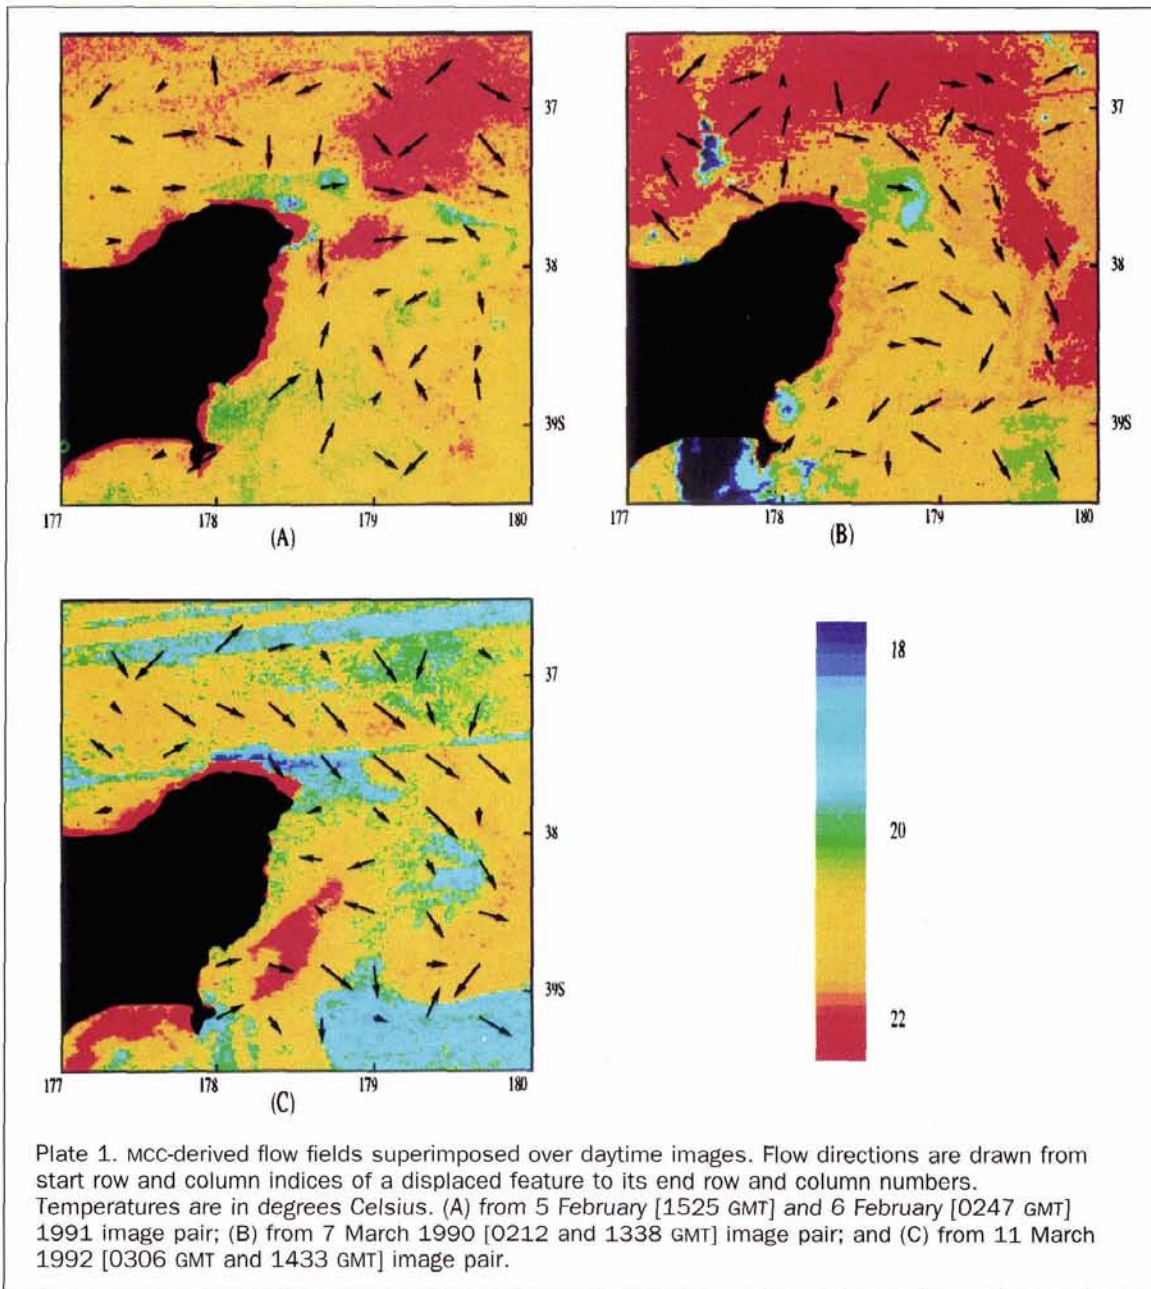 37
38
39S
177
178
179
180
(A)
37
38
39S
177
178
179
180
(B)
37
38
39S
177
178
179
180
(C)
18
20
22
Plate 1. MCC-derived flow fields superimposed over daytime images. Flow directions are drawn from
start row and column indices of a displaced feature to its end row and column numbers.
Temperatures are in degrees Celsius. (A) from 5 February [1525 GMT] and 6 February [0247 GMT]
1991 image pair; (B) from 7 March 1990 [0212 and 1338 GMT] image pair; and (C) from 11 March
1992 [0306 GMT and 1433 GMT] image pair.